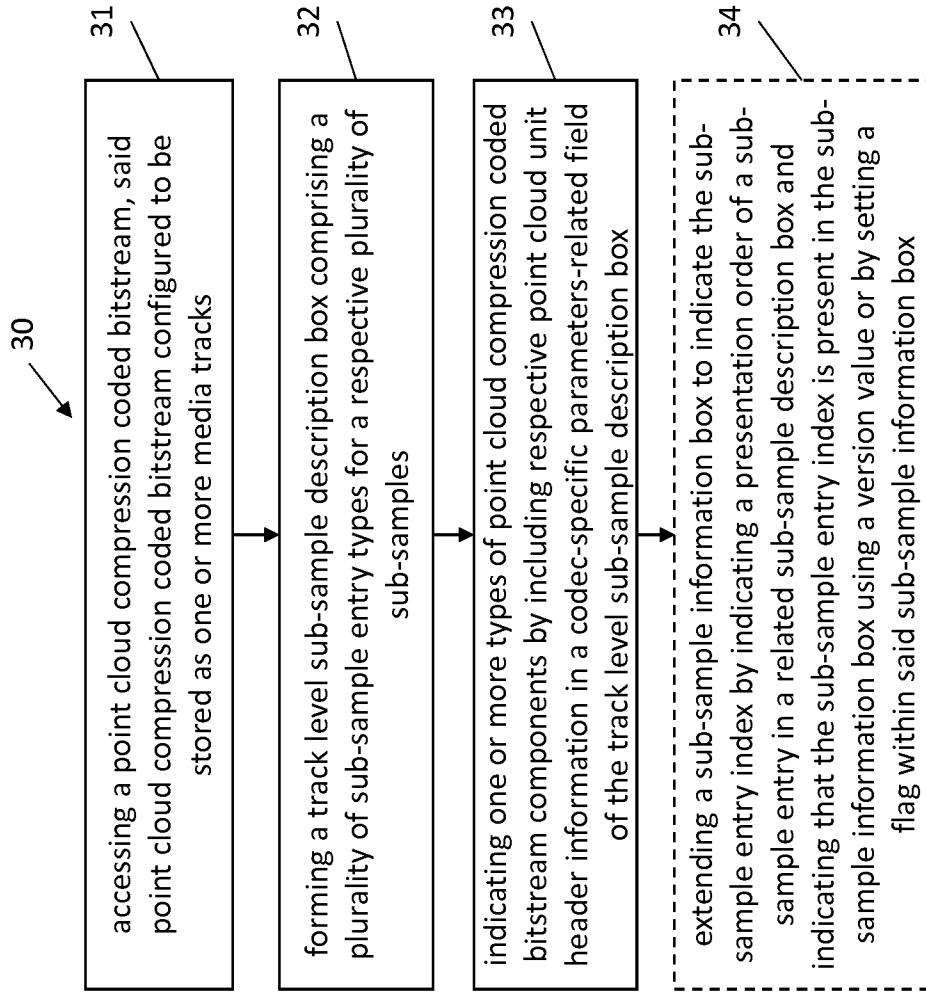 30
31
accessing a point cloud compression coded bitstream, said
point cloud compression coded bitstream configured to be
stored as one or more media tracks
32
forming a track level sub-sample description box comprising a
plurality of sub-sample entry types for a respective plurality of
sub-samples
33
indicating one or more types of point cloud compression coded
bitstream components by including respective point cloud unit
header information in a codec-specific parameters-related field
of the track level sub-sample description box
34
extending a sub-sample information box to indicate the sub-
sample entry index by indicating a presentation order of a sub-
sample entry in a related sub-sample description box and
indicating that the sub-sample entry index is present in the sub-
sample information box using a version value or by setting a
flag within said sub-sample information box